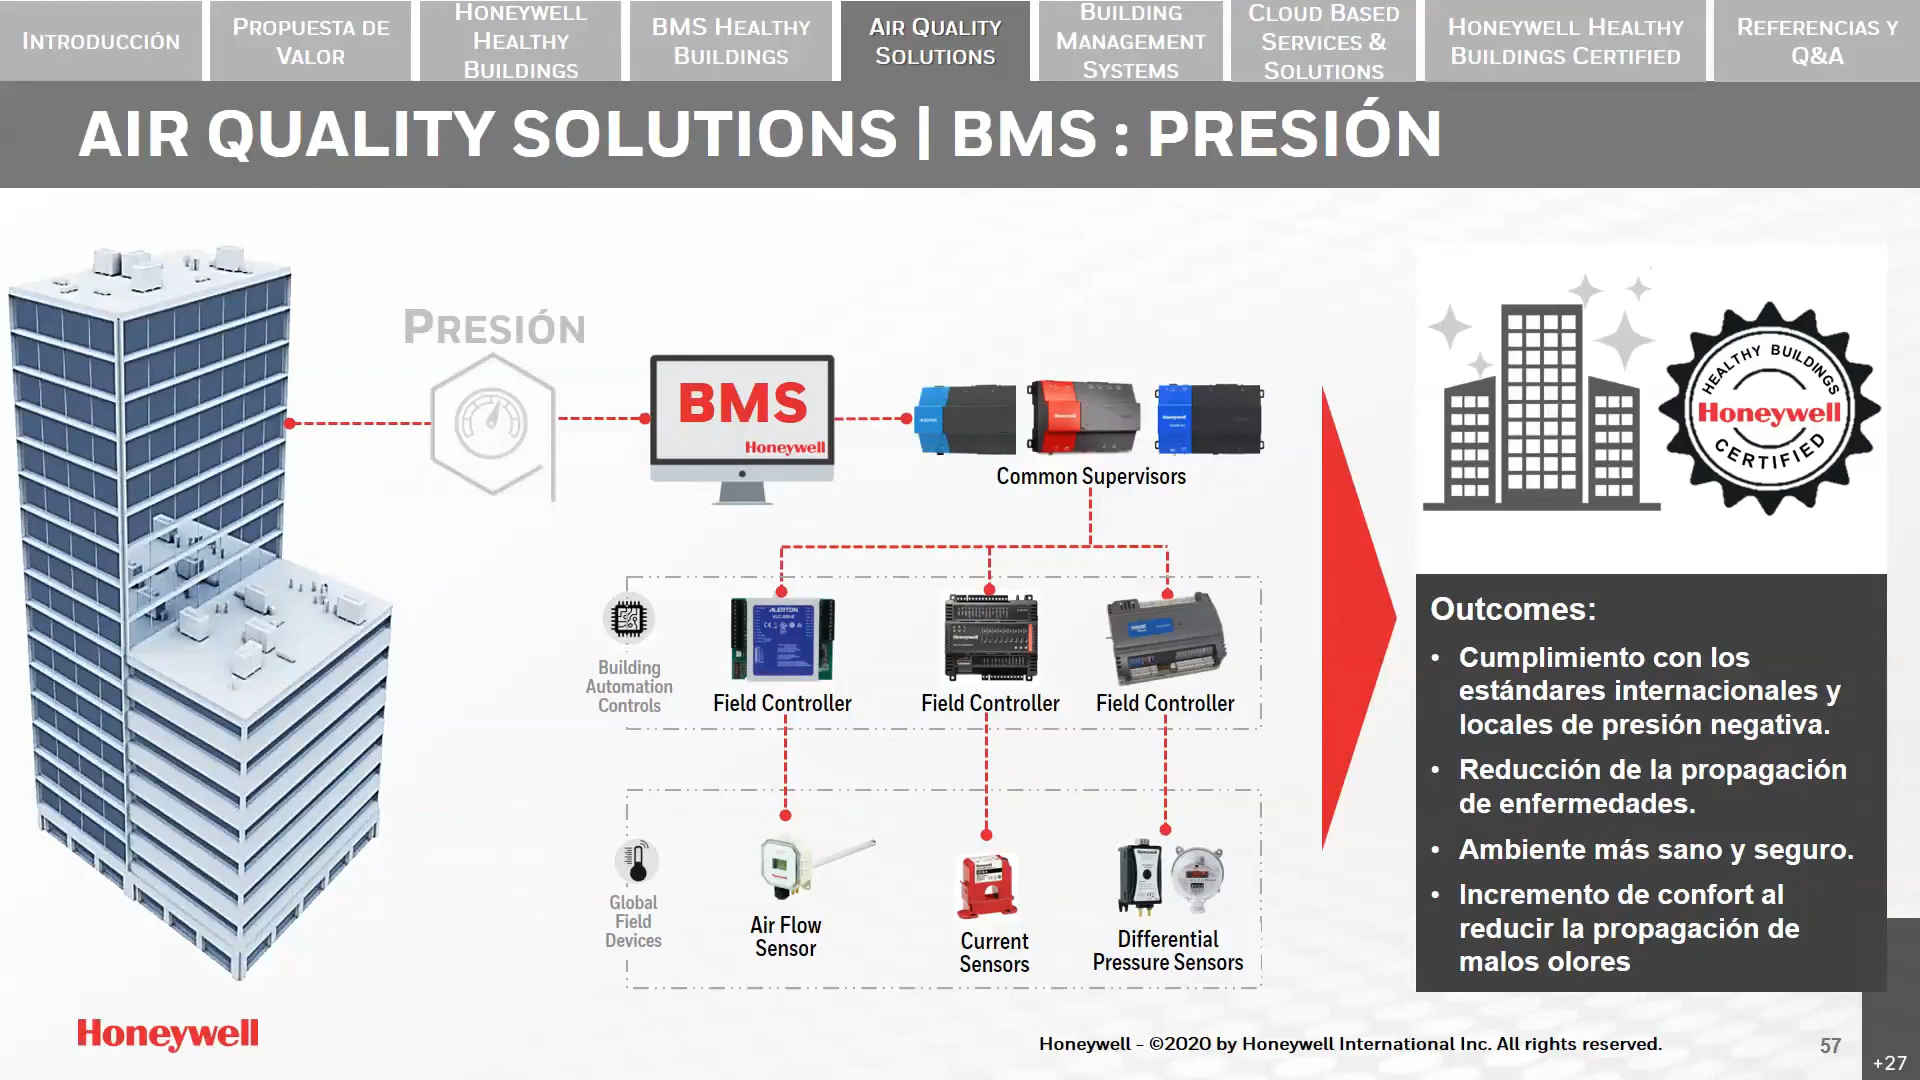 INTRODUCCIÓN
PROPUESTA DE
VALOR
HONEYWELL
HEALTHY
BUILDINGS
BMS HEALTHY
BUILDINGS
AIR QUALITY
SOLUTIONS
BUILDING
MANAGEMENT
SYSTEMS
CLOUD BASED
SERVICES &
SOLUTIONS
HONEYWELL HEALTHY
BUILDINGS CERTIFIED
REFERENCIAS Y
Q&A
AIR QUALITY SOLUTIONS | BMS : PRESIÓN
PRESIÓN
BMS
Honeywell
ALERTON
Honeywell
Honeywell
Common Supervisors
HEALTHY BUILDINGS
Honeywell
CERTIFIED
Building
Automation
Controls
ALERTON
Honeywell
Field Controller
Field Controller
Field Controller
Global
Field
Devices
Air Flow
Sensor
Current
Sensors
Differential
Pressure Sensors
Outcomes:
• Cumplimiento con los
estándares internacionales y
locales de presión negativa.
• Reducción de la propagación
de enfermedades.
• Ambiente más sano y seguro.
• Incremento de confort al
reducir la propagación de
malos olores
Honeywell
Honeywell - ©2020 by Honeywell International Inc. All rights reserved.
57
+27